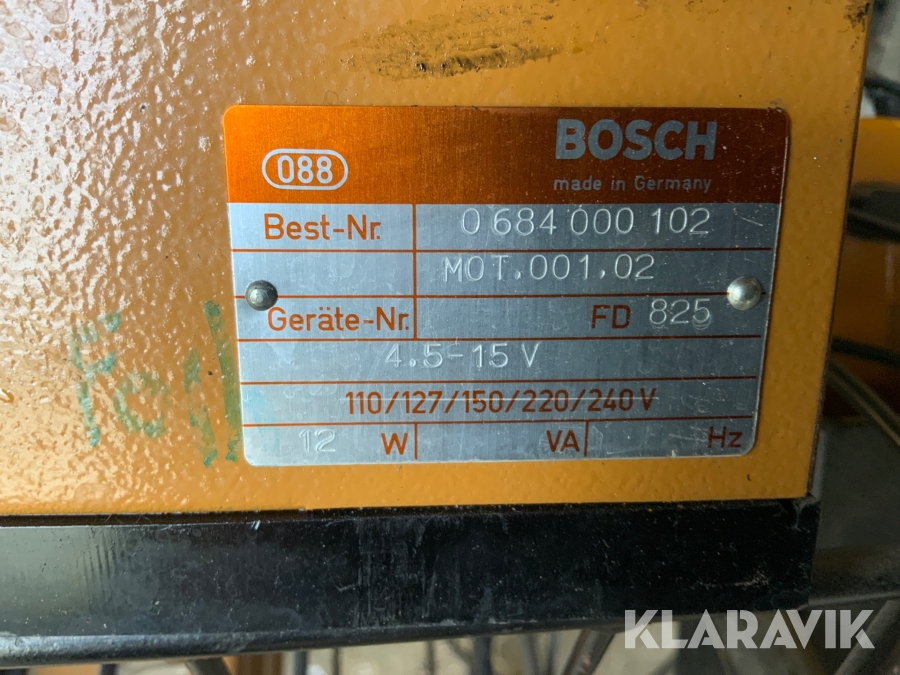 088
BOSCH
made in Germany
Best-Nr. 0 684 000 102
MOT.001.02
Geräte-Nr. FD 825
4.5-15 V
110/127/150/220/240 V
12 W VA Hz
KLARAVIK